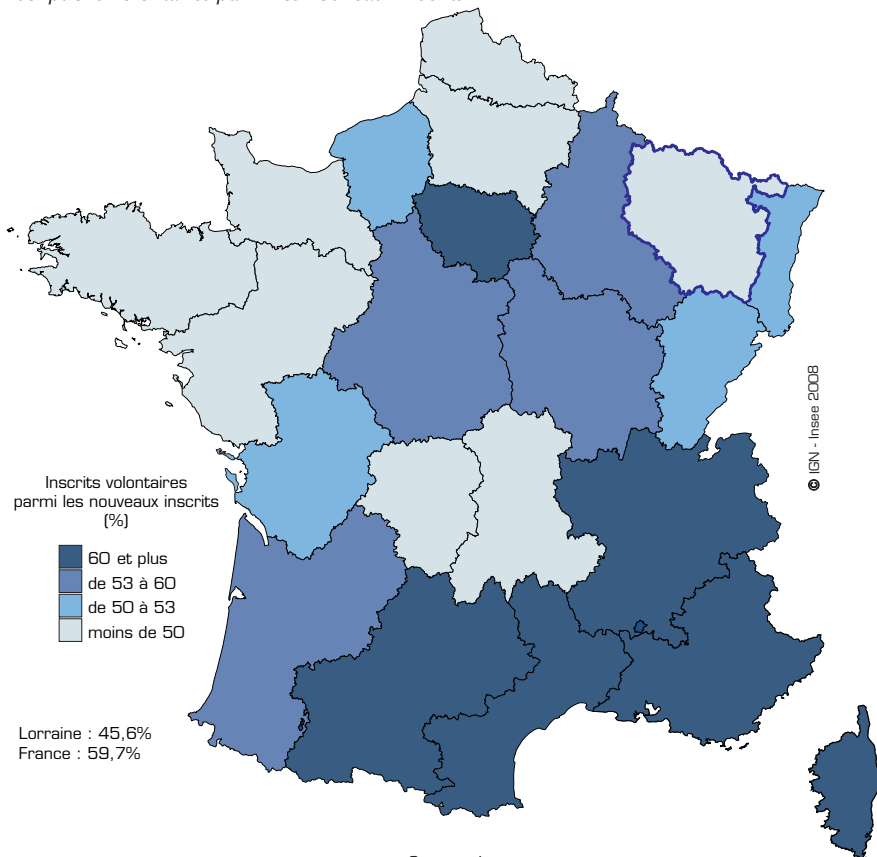 © IGN - Insee 2008
Inscrits volontaires
parmi les nouveaux inscrits
(%)
60 et plus
de 53 à 60
de 50 à 53
moins de 50
Lorraine : 45,6%
France : 59,7%